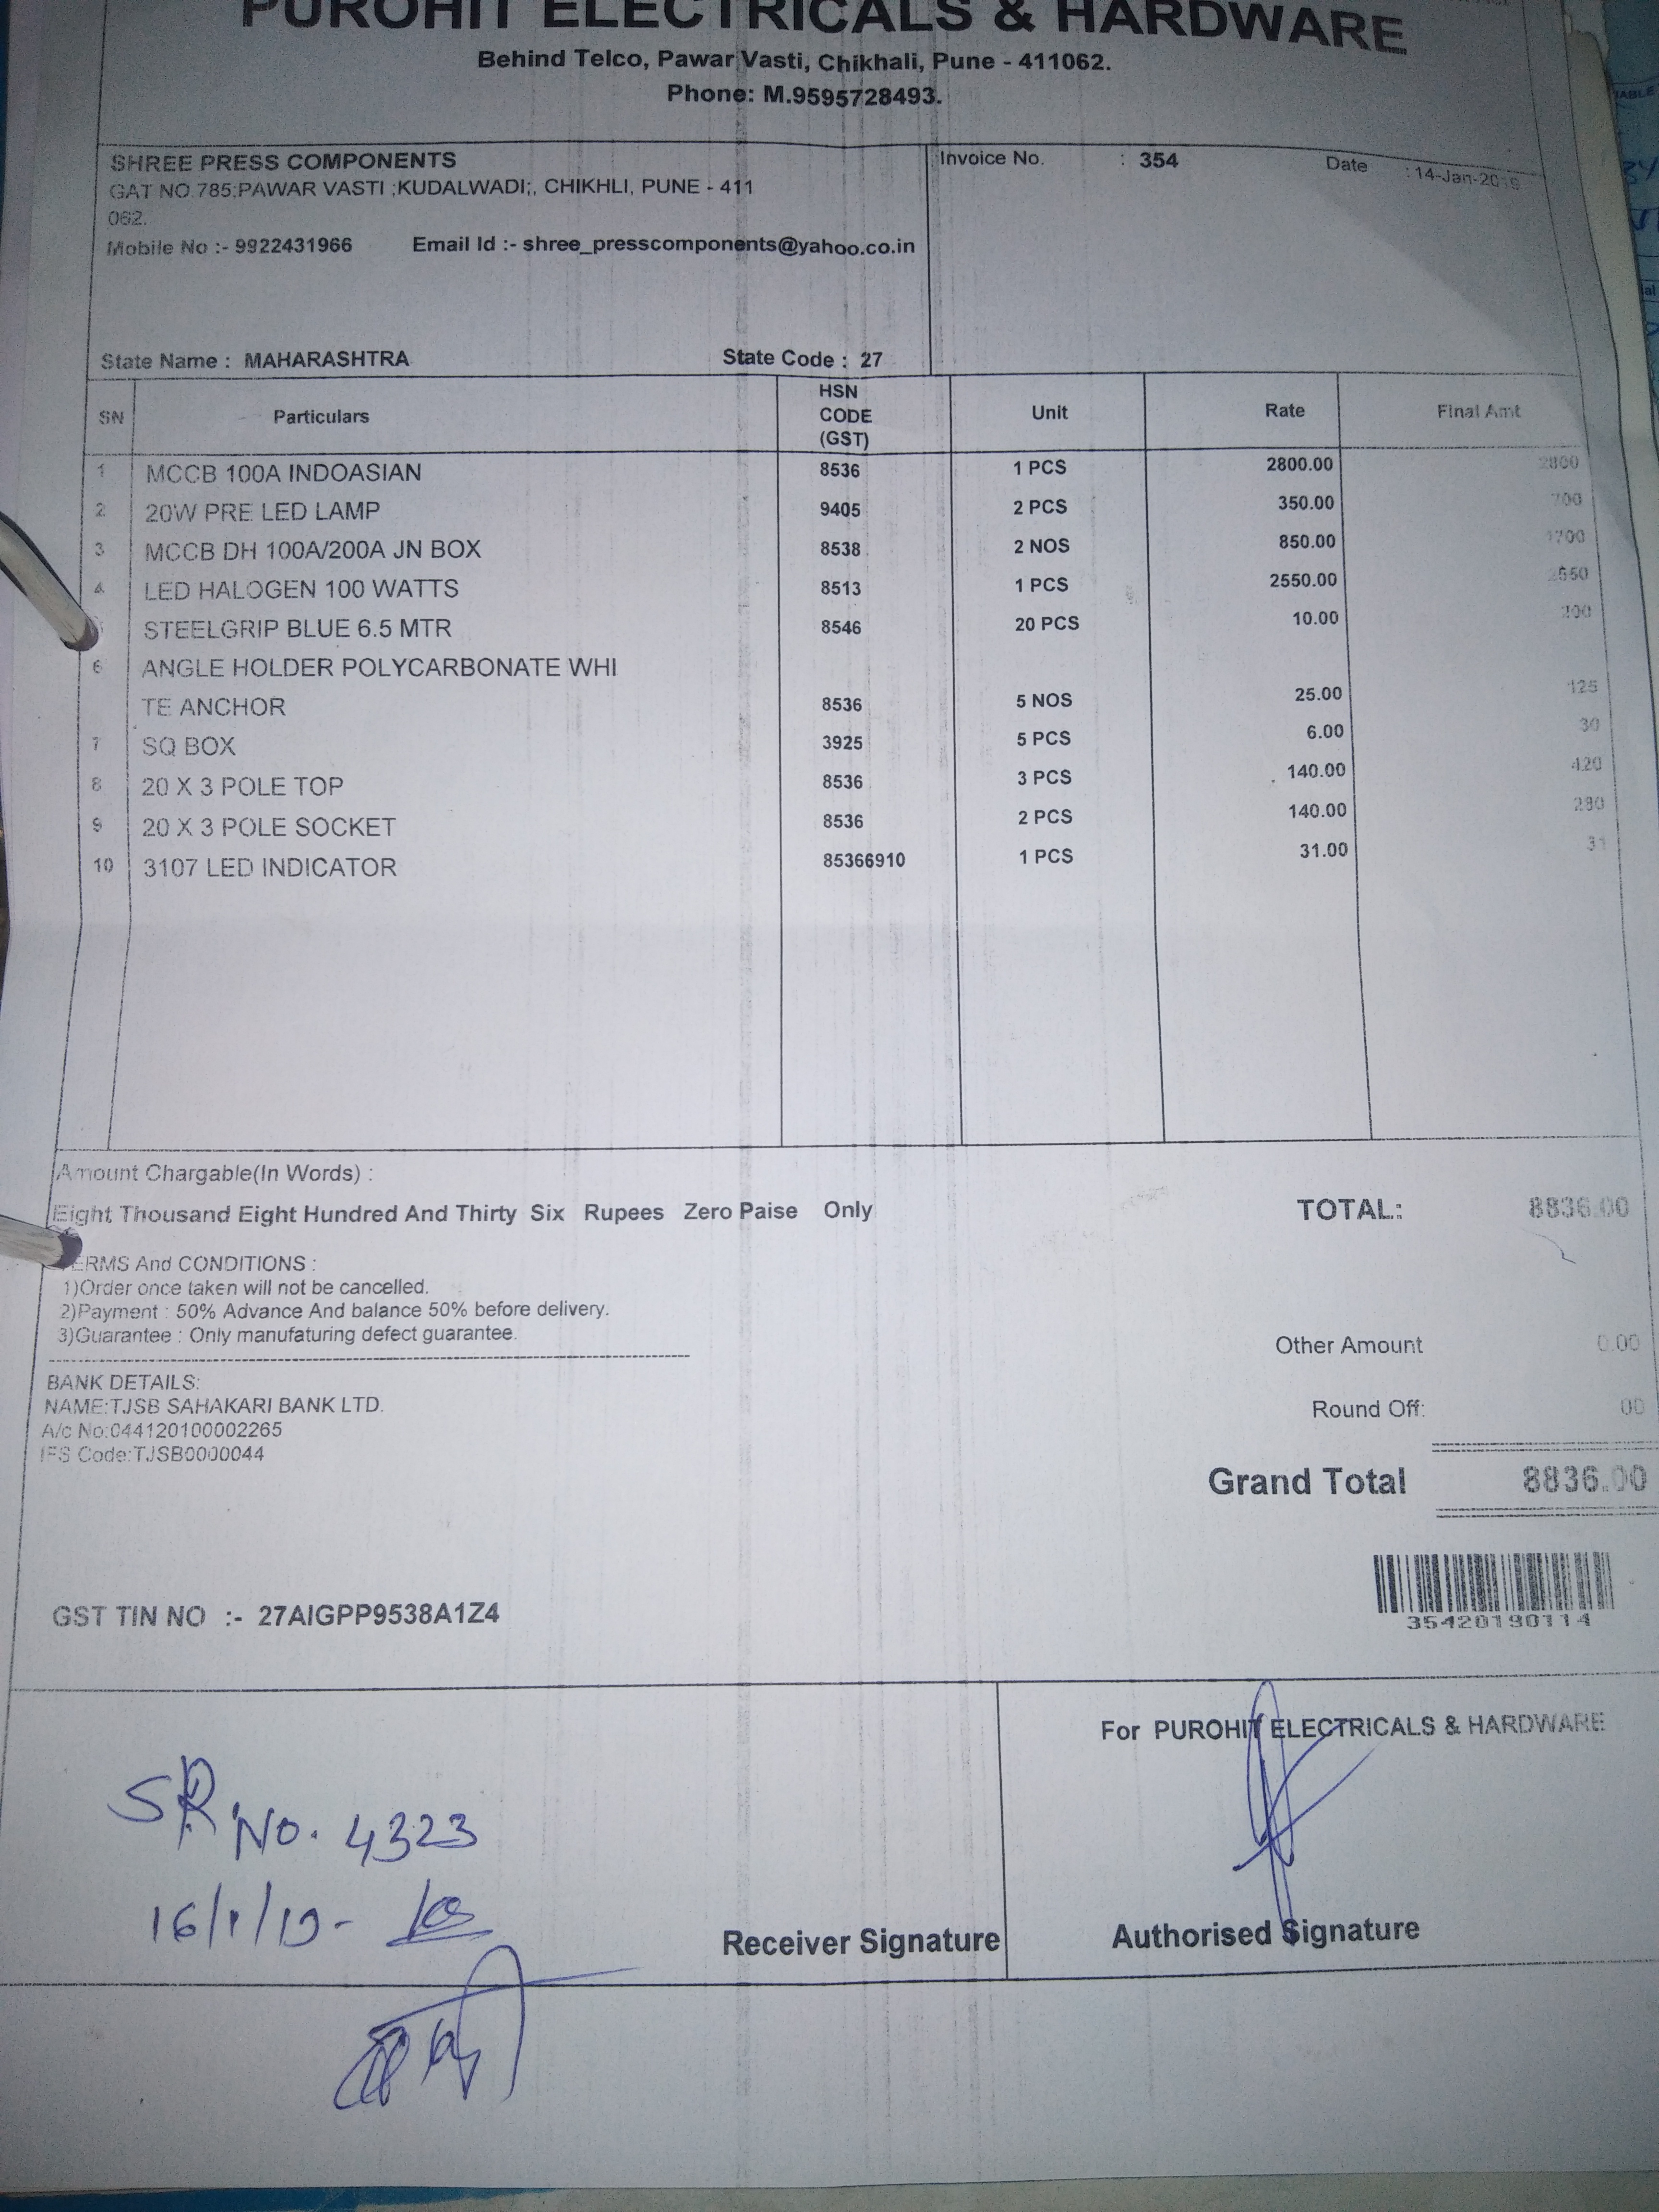 PUROHIT ELECTRICALS & HARDWARE
Behind Telco, Pawar Vasti, Chikhali, Pune - 411062.
Phone: M.9595728493.
SHREE PRESS COMPONENTS
GAT NO.785;PAWAR VASTI ;KUDALWADI;, CHIKHLI, PUNE - 411
062.
Mobile No :- 9922431966 Email Id :- shree_presscomponents@yahoo.co.in
Invoice No. : 354 Date : 14-Jan-2019
State Name : MAHARASHTRA State Code : 27
SN Particulars HSN CODE (GST) Unit Rate Final Amt
1 MCCB 100A INDOASIAN 8536 1 PCS 2800.00 2800
2 20W PRE LED LAMP 9405 2 PCS 350.00 700
3 MCCB DH 100A/200A JN BOX 8538 2 NOS 850.00 1700
4 LED HALOGEN 100 WATTS 8513 1 PCS 2550.00 2550
STEELGRIP BLUE 6.5 MTR 8546 20 PCS 10.00 200
6 ANGLE HOLDER POLYCARBONATE WHI
TE ANCHOR 8536 5 NOS 25.00 125
7 SQ BOX 3925 5 PCS 6.00 30
8 20 X 3 POLE TOP 8536 3 PCS 140.00 420
9 20 X 3 POLE SOCKET 8536 2 PCS 140.00 280
10 3107 LED INDICATOR 85366910 1 PCS 31.00 31
Amount Chargable(In Words) :
Eight Thousand Eight Hundred And Thirty Six Rupees Zero Paise Only
TOTAL: 8836.00
TERMS And CONDITIONS :
1)Order once taken will not be cancelled.
2)Payment : 50% Advance And balance 50% before delivery.
3)Guarantee : Only manufaturing defect guarantee.
Other Amount 0.00
BANK DETAILS:
NAME:TJSB SAHAKARI BANK LTD.
A/c No:044120100002265
IFS Code:TJSB0000044
Round Off: 00
Grand Total 8836.00
GST TIN NO :- 27AIGPP9538A1Z4
35420190114
For PUROHIT ELECTRICALS & HARDWARE
SR NO. 4323
16/1/19-
Receiver Signature
Authorised Signature